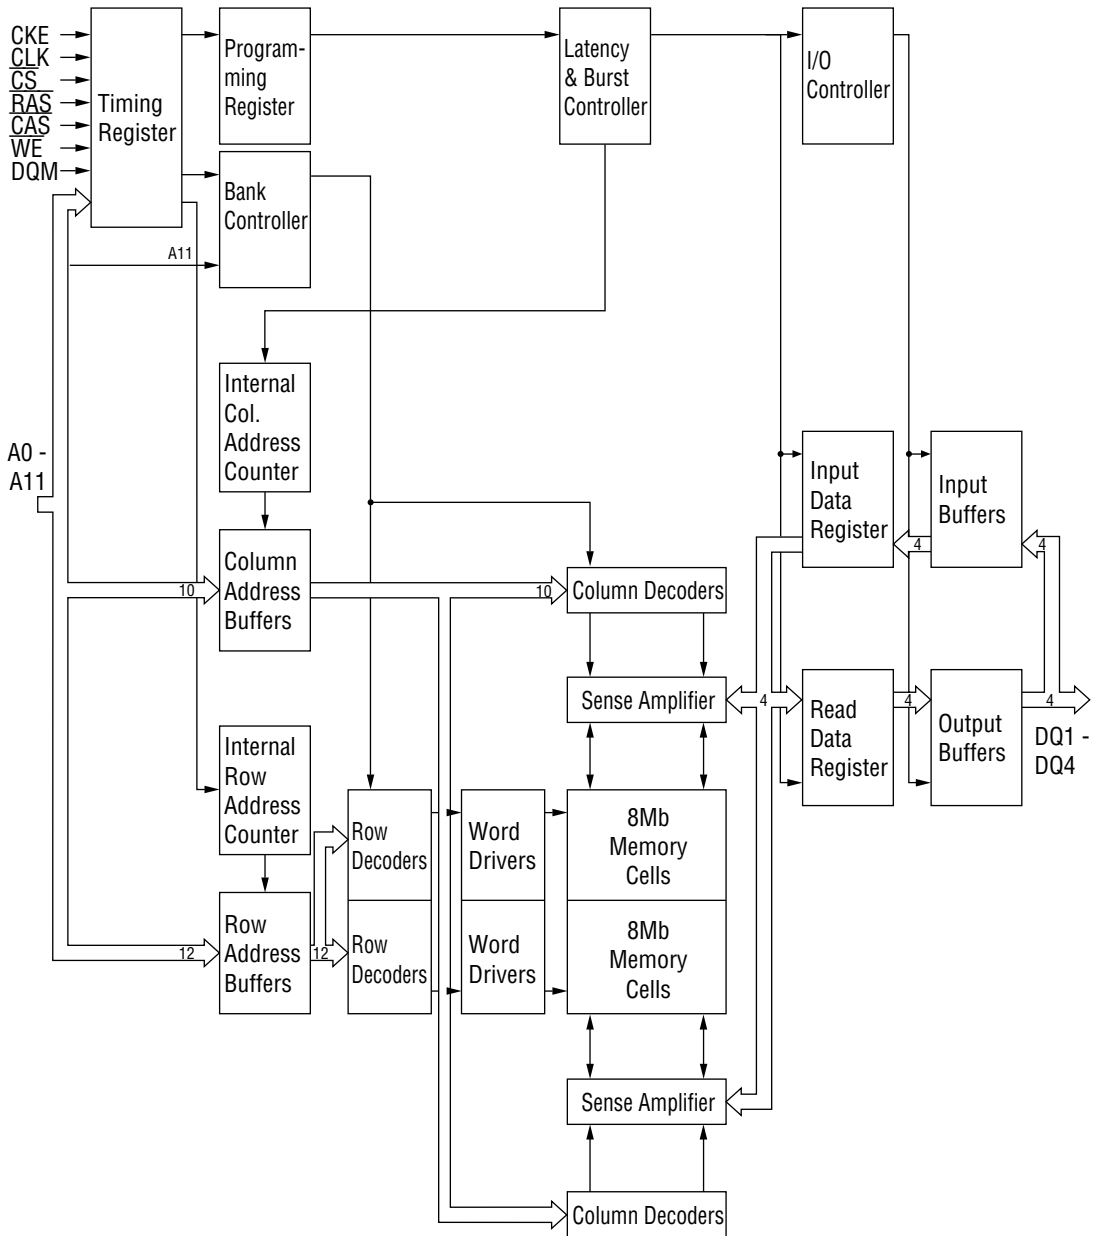 CKE
CLK
CS
RAS
CAS
WE
DQM
Timing
Register
Program-
ming
Register
Latency
& Burst
Controller
I/O
Controller
Bank
Controller
A11
Internal
Col.
Address
Counter
A0 -
A11
Input
Data
Register
4
Input
Buffers
4
10
Column
Address
Buffers
10
Column Decoders
Sense Amplifier
4
Read
Data
Register
4
Output
Buffers
4
DQ1 -
DQ4
Internal
Row
Address
Counter
Row
Decoders
Word
Drivers
8Mb
Memory
Cells
12
Row
Address
Buffers
12
Row
Decoders
Word
Drivers
8Mb
Memory
Cells
Sense Amplifier
Column Decoders